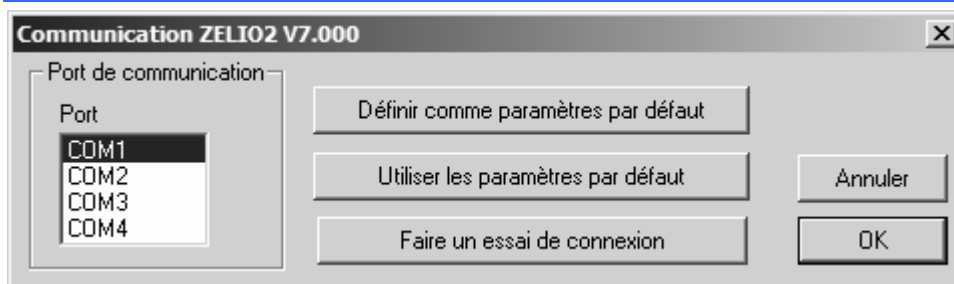 Communication ZELIO2 V7.000
Port de communication
Port
COM1
COM2
COM3
COM4
Définir comme paramètres par défaut
Utiliser les paramètres par défaut
Faire un essai de connexion
Annuler
OK